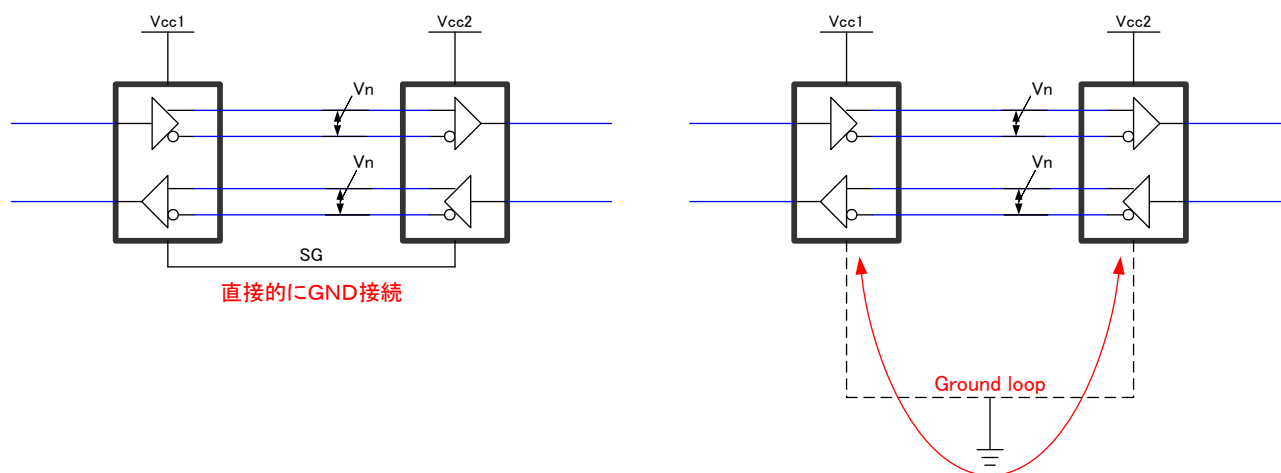 Vcc1
Vcc2
Vn
Vn
SG
直接的にGND接続
Vcc1
Vcc2
Vn
Vn
Ground loop